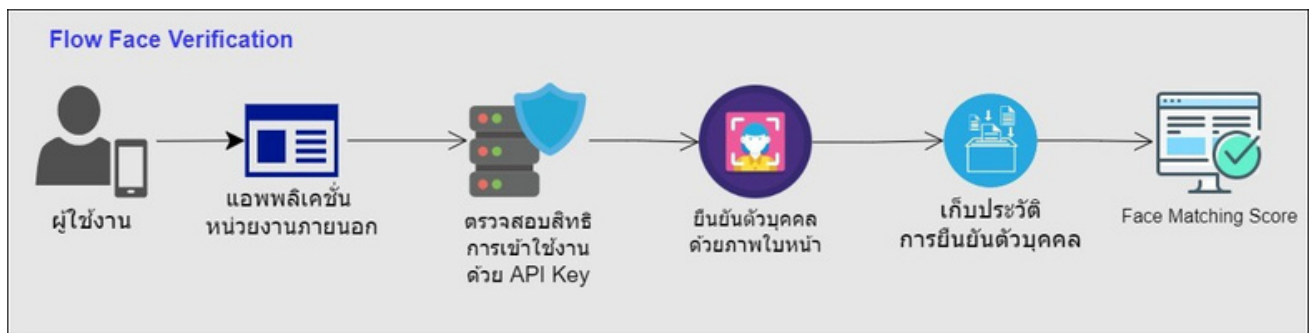 Flow Face Verification
ผู้ใช้งาน
แอพพลิเคชั่น
หน่วยงานภายนอก
ตรวจสอบสิทธิ
การเข้าใช้งาน
ด้วย API Key
ยืนยันตัวบุคคล
ด้วยภาพใบหน้า
เก็บประวัติ
การยืนยันตัวบุคคล
Face Matching Score